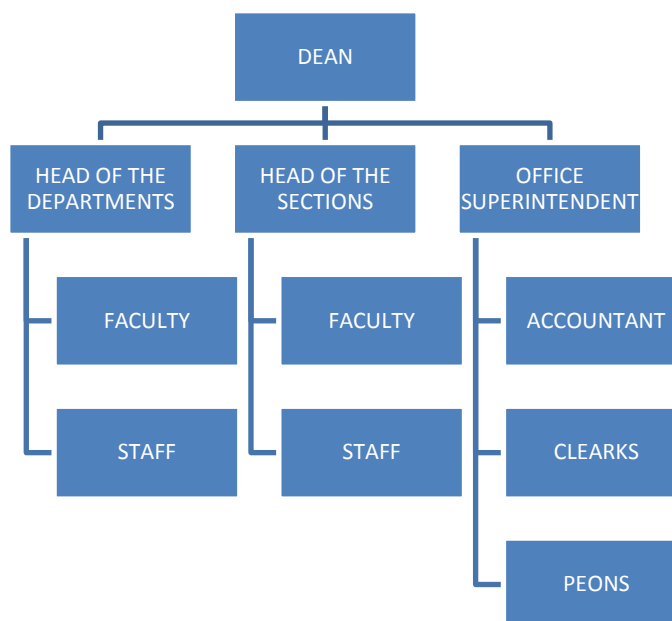 DEAN
HEAD OF THE
DEPARTMENTS
HEAD OF THE
SECTIONS
OFFICE
SUPERINTENDENT
FACULTY
FACULTY
ACCOUNTANT
STAFF
STAFF
CLEARKS
PEONS